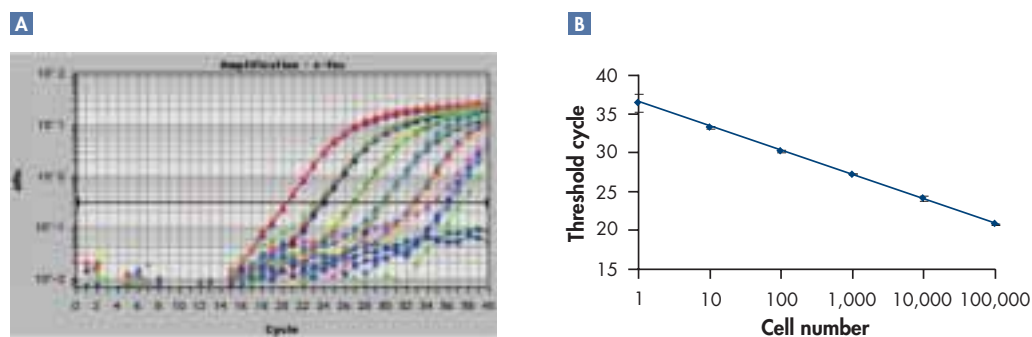 A
B
Amplification
Cycle
0 2 4 6 8 10 12 14 16 18 20 22 24 26 28 30 32 34 36 38 40
Threshold cycle
40
35
30
25
20
15
1 10 100 1,000 10,000 100,000
Cell number